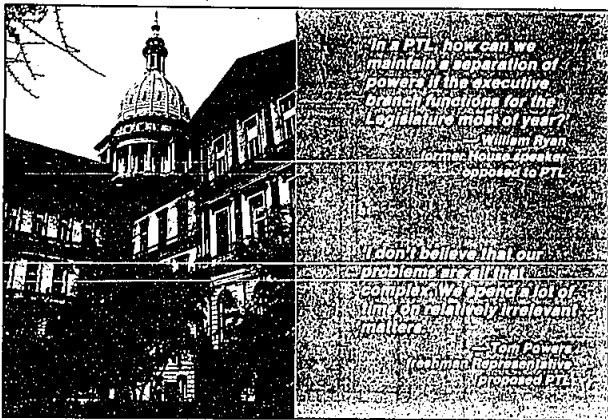 'In a PTL, how can we
maintain a separation of
powers if the executive
branch functions for the
Legislature most of year?'
— William Ryan
former House speaker
opposed to PTL
'I don't believe that our
problems are all that
complex. We spend a lot of
time on relatively irrelevant
matters.
— Tom Powers
freshman Representative
proposed PTL